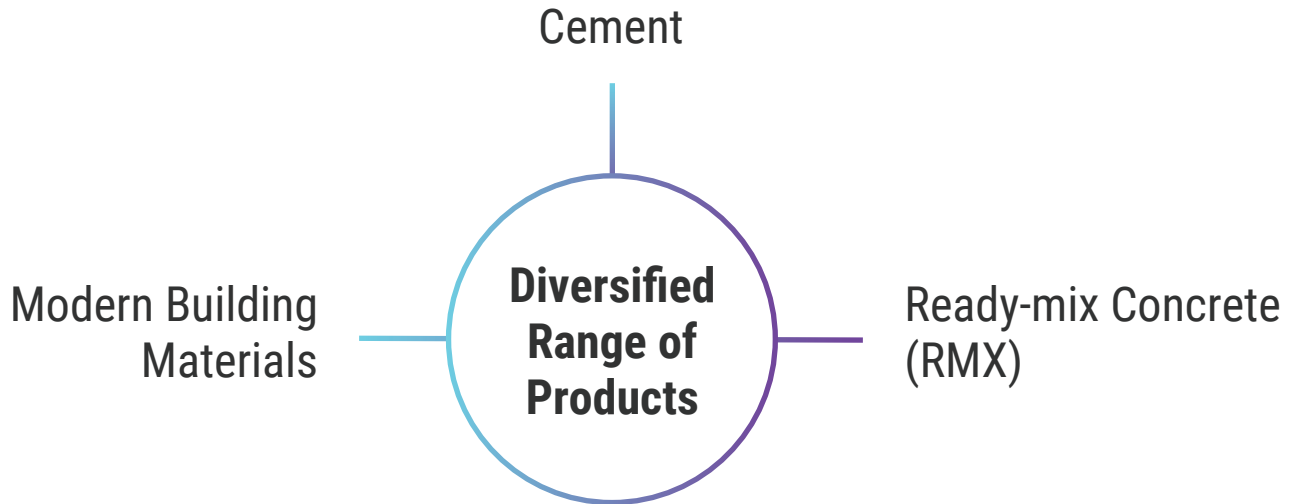 Cement
Modern Building
Materials
Diversified
Range of
Products
Ready-mix Concrete
(RMX)